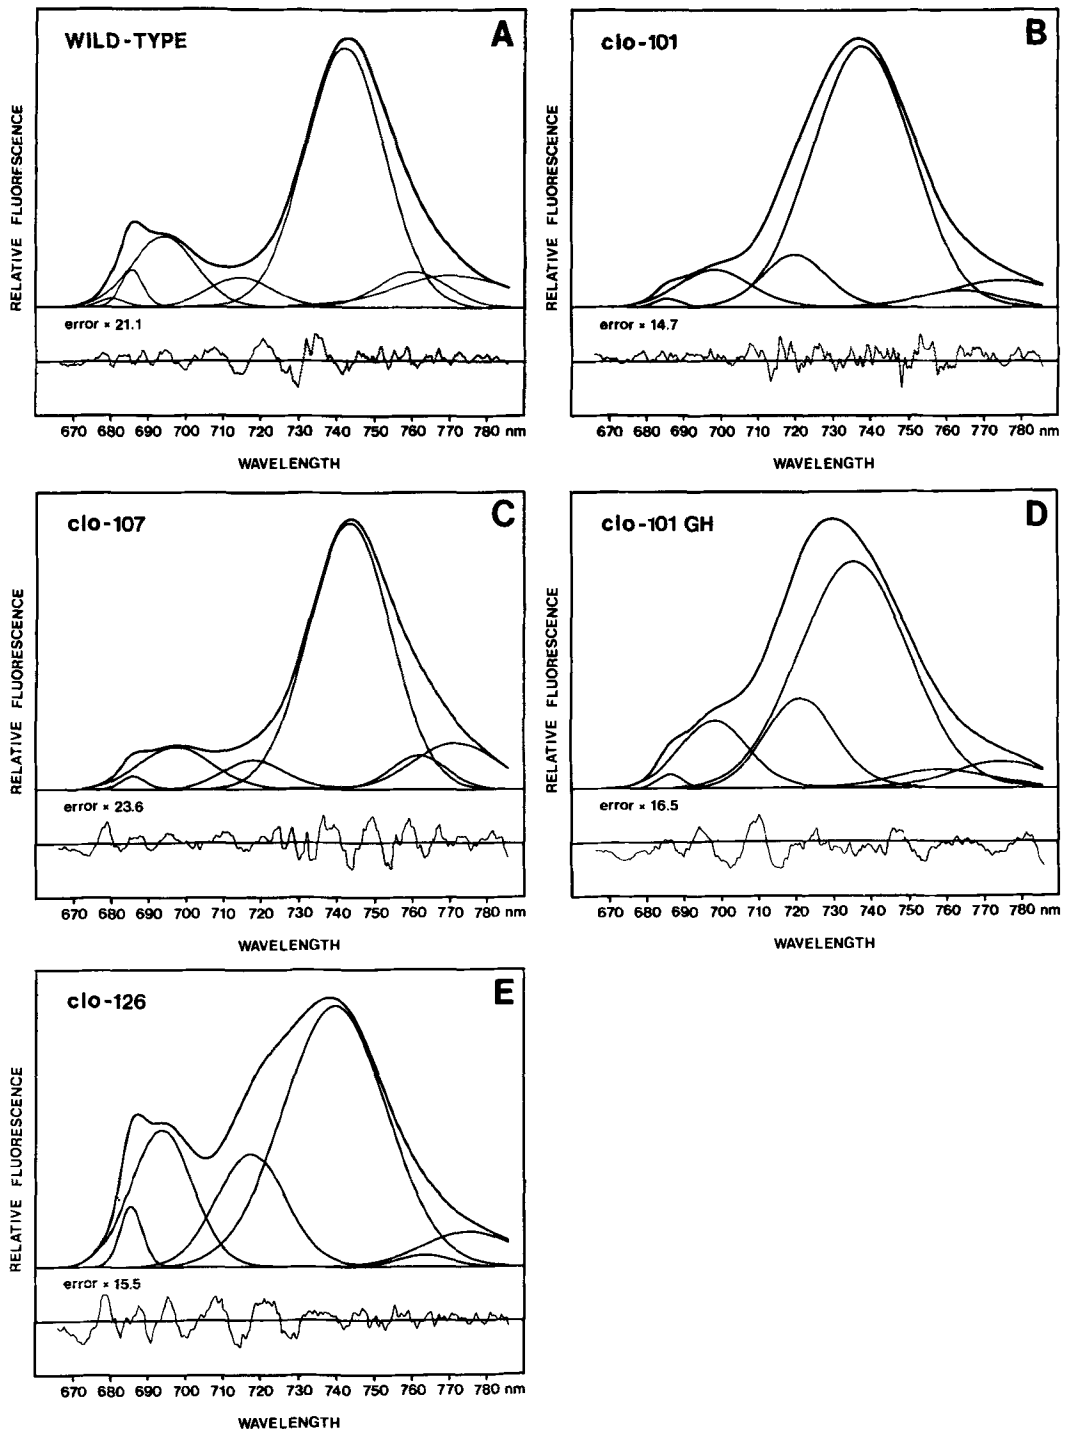 WILD-TYPE
A
RELATIVE FLUORESCENCE
error × 21.1
670 680 690 700 710 720 730 740 750 760 770 780 nm
WAVELENGTH
clo-101
B
RELATIVE FLUORESCENCE
error × 14.7
670 680 690 700 710 720 730 740 750 760 770 780 nm
WAVELENGTH
clo-107
C
RELATIVE FLUORESCENCE
error × 23.6
670 680 690 700 710 720 730 740 750 760 770 780 nm
WAVELENGTH
clo-101 GH
D
RELATIVE FLUORESCENCE
error × 16.5
670 680 690 700 710 720 730 740 750 760 770 780 nm
WAVELENGTH
clo-126
E
RELATIVE FLUORESCENCE
error × 15.5
670 680 690 700 710 720 730 740 750 760 770 780 nm
WAVELENGTH